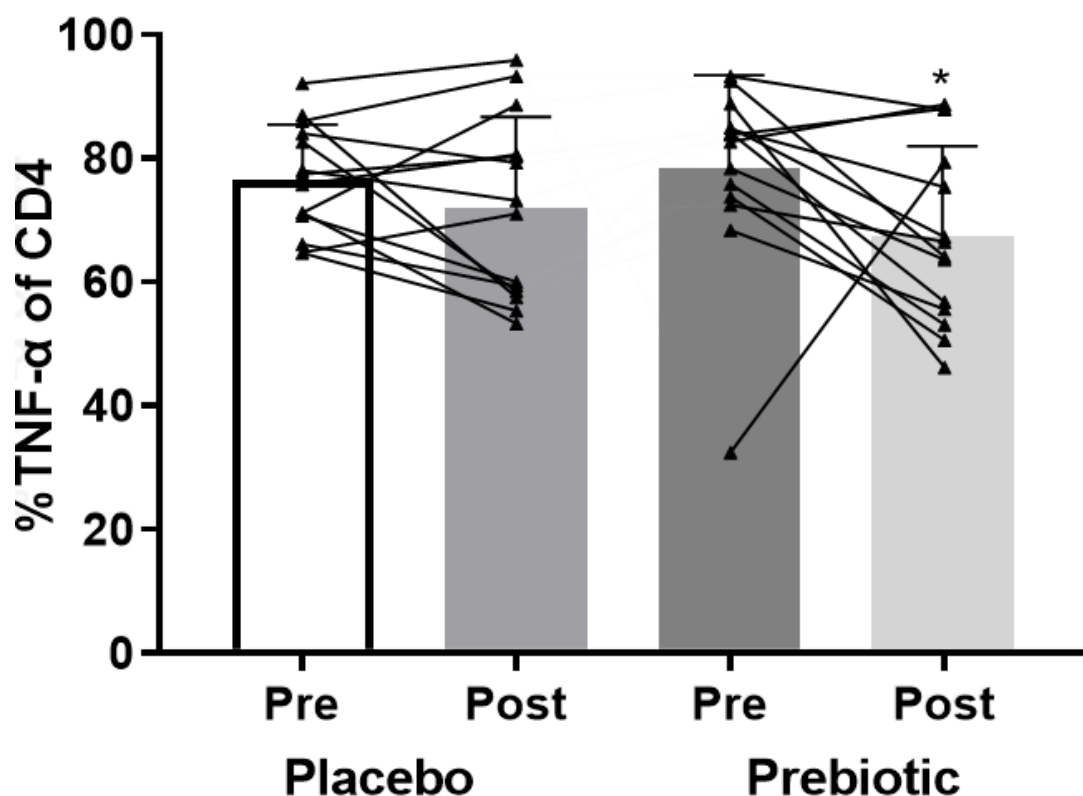 %TNF-α of CD4
100
80
60
40
20
0
*
Pre
Post
Pre
Post
Placebo
Prebiotic